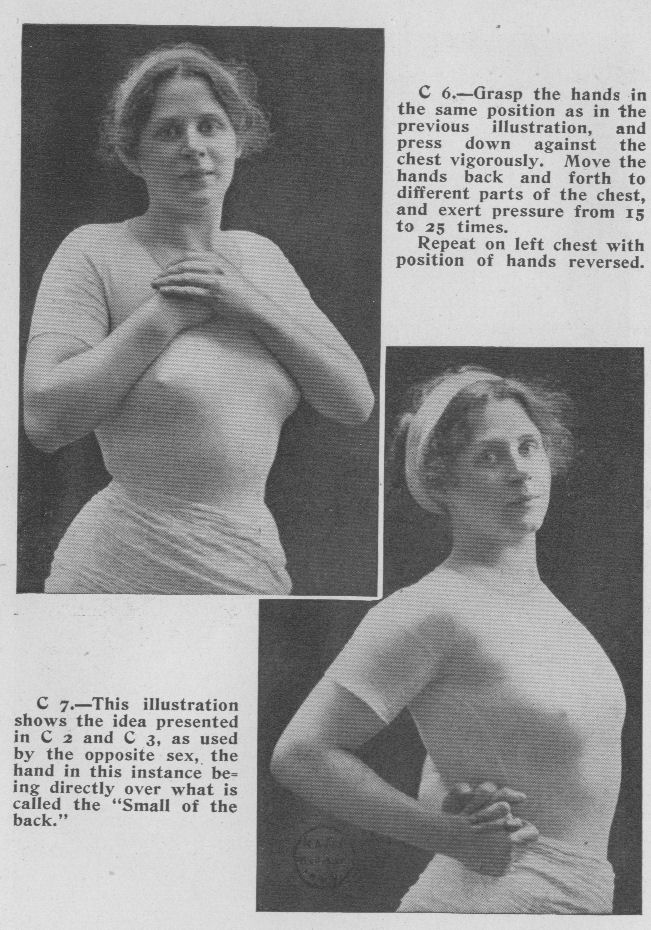 C 6.—Grasp the hands in
the same position as in the
previous illustration, and
press down against the
chest vigorously. Move the
hands back and forth to
different parts of the chest,
and exert pressure from 15
to 25 times.
Repeat on left chest with
position of hands reversed.
C 7.—This illustration
shows the idea presented
in C 2 and C 3, as used
by the opposite sex, the
hand in this instance be=
ing directly over what is
called the "Small of the
back."